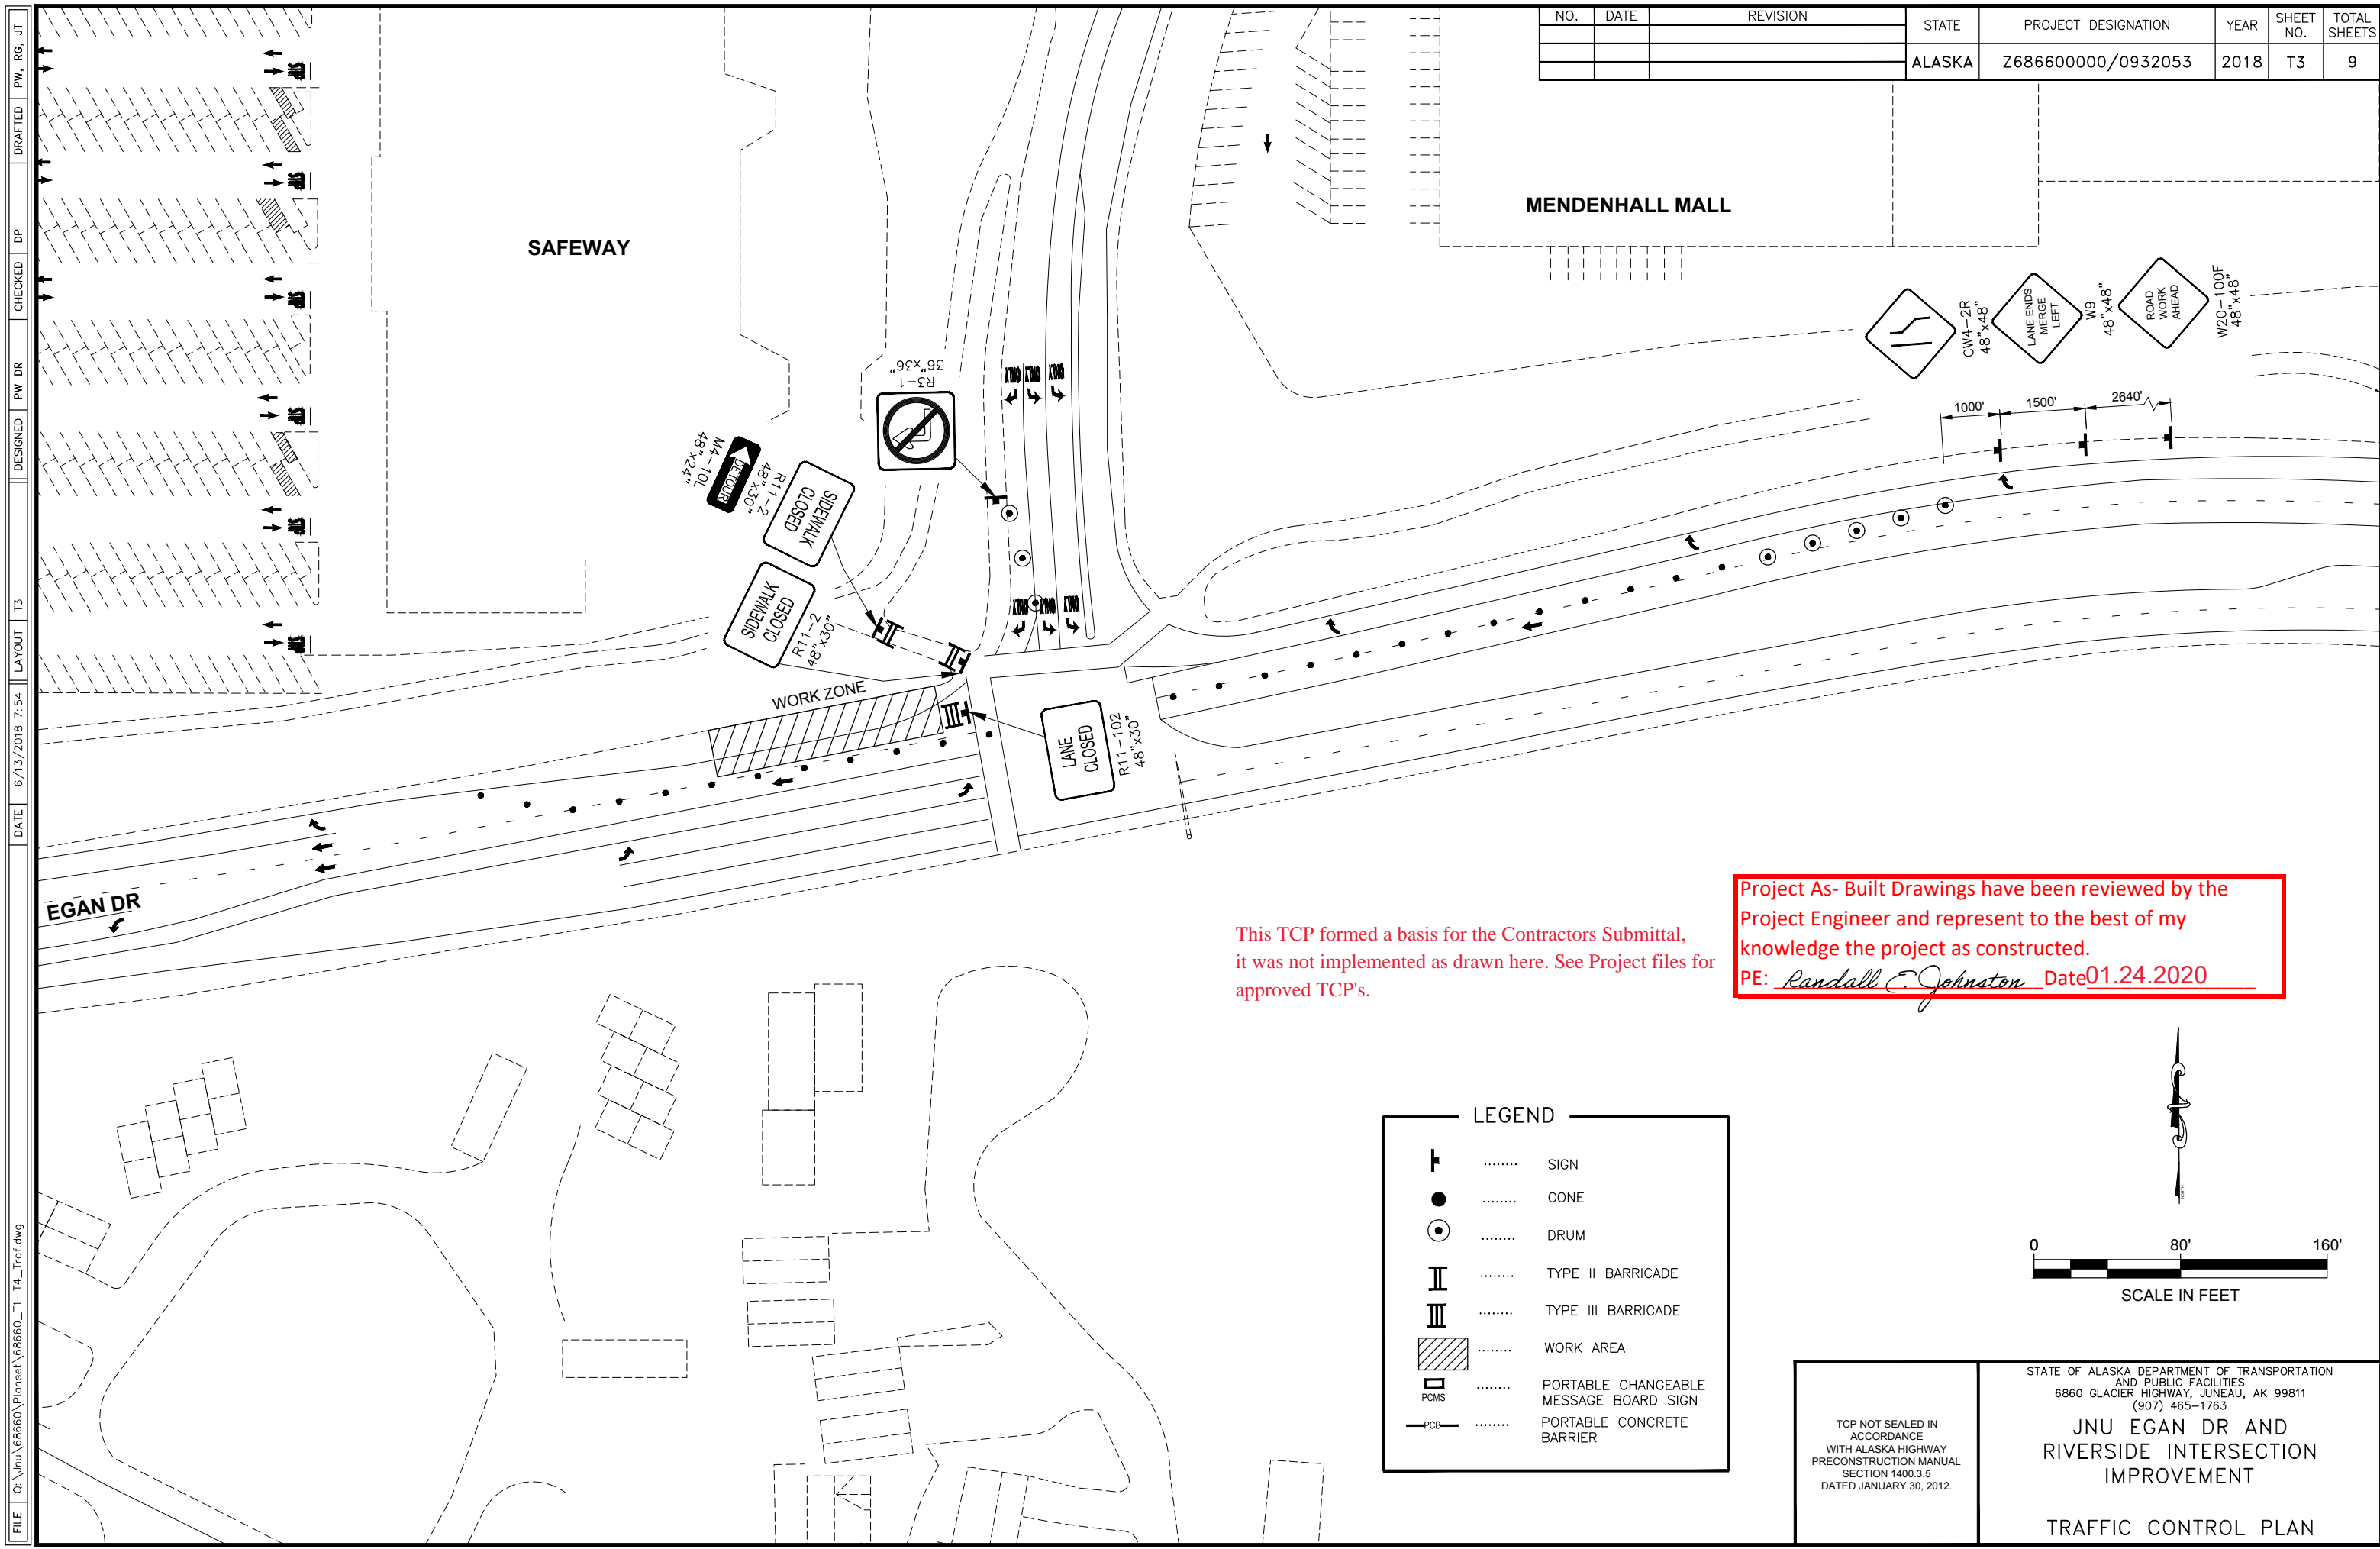 NO. DATE REVISION
STATE PROJECT DESIGNATION YEAR SHEET NO. TOTAL SHEETS
ALASKA Z686600000/0932053 2018 T3 9
FILE Q:\Jnu\68660\Planset\68660_T1-T4_Traf.dwg DATE 6/13/2018 7:54 LAYOUT T3 DESIGNED PW DR CHECKED DP DRAFTED PW, RG, JT
SAFEWAY
MENDENHALL MALL
CW4-2R
48"x48"
LANE ENDS
MERGE
LEFT
W9
48"x48"
ROAD
WORK
AHEAD
W20-100F
48"x48"
1000' 1500' 2640'
R3-1
36"x36"
ONLY ONLY ONLY
DETOUR
M4-10L
48"x24"
SIDEWALK
CLOSED
R11-2
48"x30"
SIDEWALK
CLOSED
R11-2
48"x30"
ONLY ONLY ONLY
WORK ZONE
LANE
CLOSED
R11-102
48"x30"
EGAN DR
This TCP formed a basis for the Contractors Submittal,
it was not implemented as drawn here. See Project files for
approved TCP's.
Project As- Built Drawings have been reviewed by the
Project Engineer and represent to the best of my
knowledge the project as constructed.
PE: Randall E. Johnston Date 01.24.2020
LEGEND
SIGN
CONE
DRUM
TYPE II BARRICADE
TYPE III BARRICADE
WORK AREA
PCMS PORTABLE CHANGEABLE
MESSAGE BOARD SIGN
PCB PORTABLE CONCRETE
BARRIER
0 80' 160'
SCALE IN FEET
TCP NOT SEALED IN
ACCORDANCE
WITH ALASKA HIGHWAY
PRECONSTRUCTION MANUAL
SECTION 1400.3.5
DATED JANUARY 30, 2012.
STATE OF ALASKA DEPARTMENT OF TRANSPORTATION
AND PUBLIC FACILITIES
6860 GLACIER HIGHWAY, JUNEAU, AK 99811
(907) 465-1763
JNU EGAN DR AND
RIVERSIDE INTERSECTION
IMPROVEMENT
TRAFFIC CONTROL PLAN